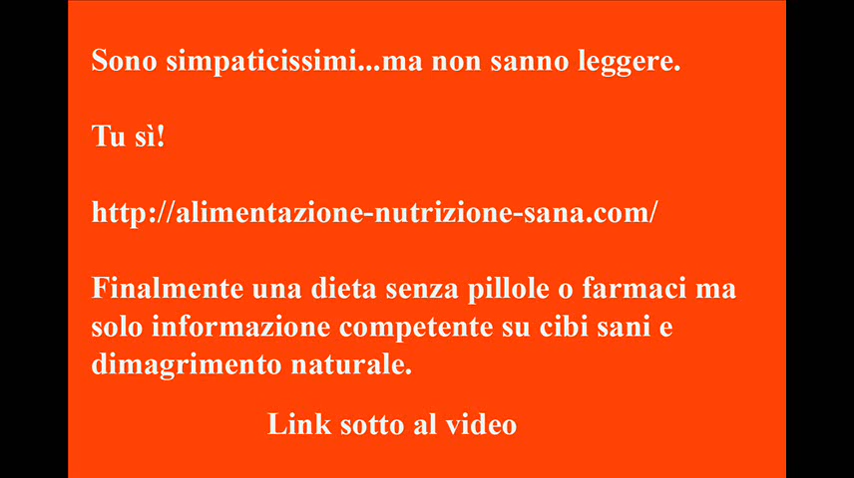 Sono simpaticissimi...ma non sanno leggere.
Tu sì!
http://alimentazione-nutrizione-sana.com/
Finalmente una dieta senza pillole o farmaci ma
solo informazione competente su cibi sani e
dimagrimento naturale.
Link sotto al video